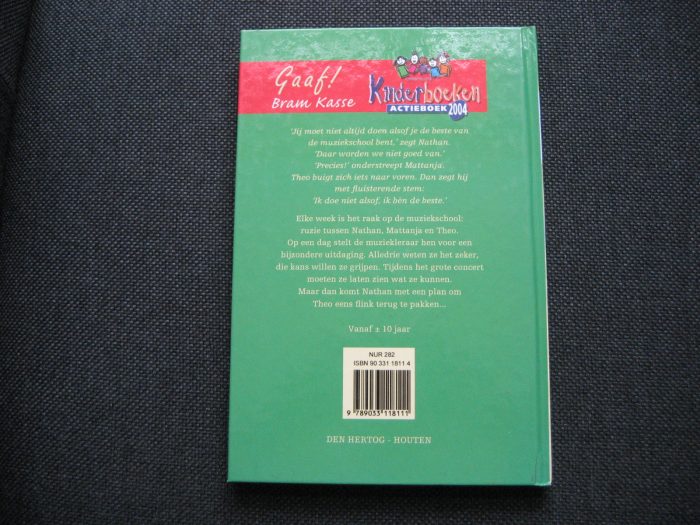 Gaaf!
Bram Kasse
Kinderboeken
ACTIEBOEK 2004
'Jij moet niet altijd doen alsof je de beste van
de muziekschool bent,' zegt Nathan.
'Daar worden we niet goed van.'
'Precies!' onderstreept Mattanja.
Theo buigt zich iets naar voren. Dan zegt hij
met fluisterende stem:
'Ik doe niet alsof, ik bèn de beste.'
Elke week is het raak op de muziekschool:
ruzie tussen Nathan, Mattanja en Theo.
Op een dag stelt de muziekleraar hen voor een
bijzondere uitdaging. Alledrie weten ze het zeker,
die kans willen ze grijpen. Tijdens het grote concert
moeten ze laten zien wat ze kunnen.
Maar dan komt Nathan met een plan om
Theo eens flink terug te pakken...
Vanaf ± 10 jaar
NUR 282
ISBN 90 331 1811 4
9 789033 118111
DEN HERTOG - HOUTEN